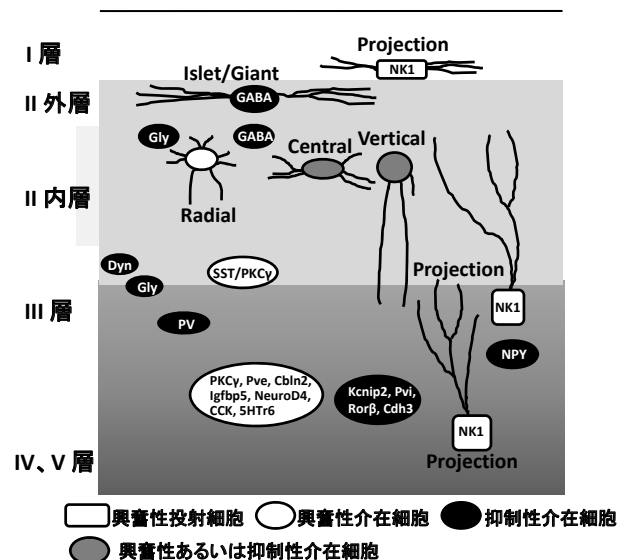 Projection
I 層
NK1
Islet/Giant
II 外層
GABA
Gly
GABA
Central
Vertical
II 内層
Radial
Dyn
SST/PKCγ
Projection
Gly
III 層
NK1
PV
NPY
PKCγ, Pve, Cbln2,
Igfbp5, NeuroD4,
CCK, 5HTr6
Kcnip2, Pvi,
Rorβ, Cdh3
NK1
IV、V 層
Projection
興奮性投射細胞 興奮性介在細胞 抑制性介在細胞
興奮性あるいは抑制性介在細胞